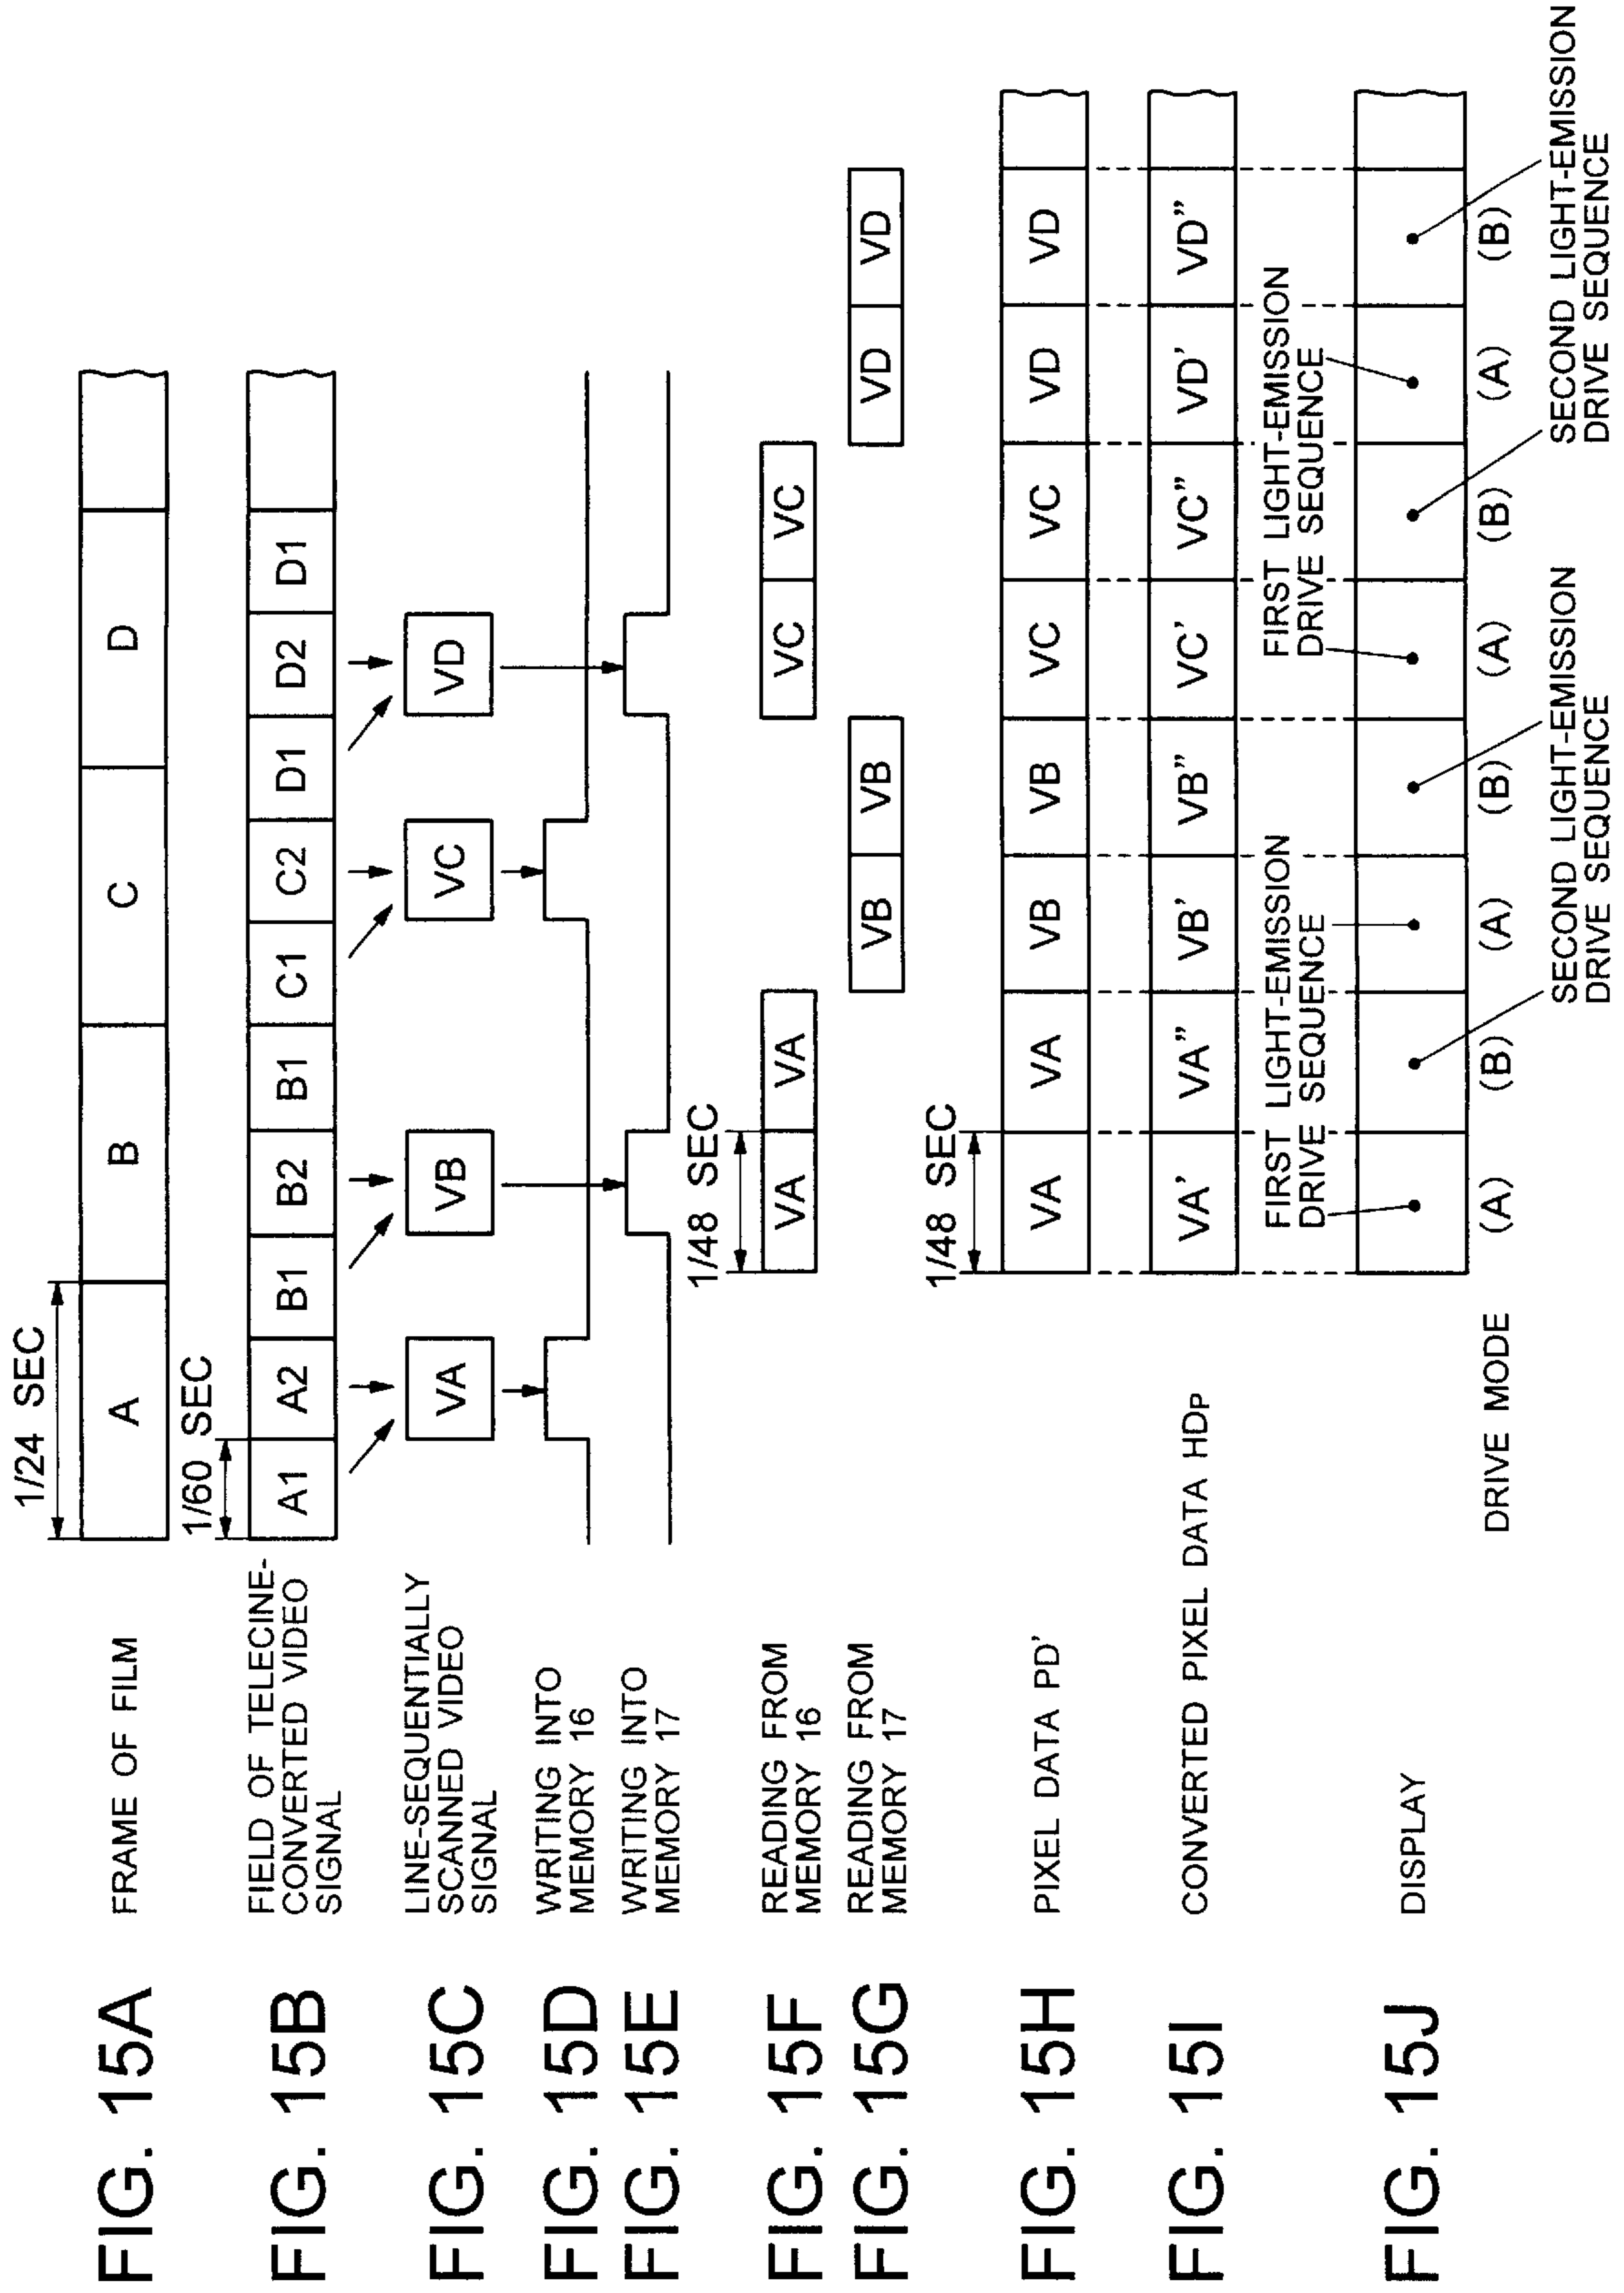 FIG. 15A
FRAME OF FILM
1/24 SEC
A
B
C
D
FIG. 15B
FIELD OF TELECINE-
CONVERTED VIDEO
SIGNAL
1/60 SEC
A1 A2 B1 B2 B1 C1 C2 D1 D2 D1
FIG. 15C
LINE-SEQUENTIALLY
SCANNED VIDEO
SIGNAL
VA VB VC VD
FIG. 15D
WRITING INTO
MEMORY 16
FIG. 15E
WRITING INTO
MEMORY 17
FIG. 15F
READING FROM
MEMORY 16
1/48 SEC
VA VA VC VC
FIG. 15G
READING FROM
MEMORY 17
VB VB VD VD
FIG. 15H
PIXEL DATA PD'
1/48 SEC
VA VA VB VB VC VC VD VD
FIG. 15I
CONVERTED PIXEL DATA HDP
VA' VA" VB' VB" VC' VC" VD' VD"
FIRST LIGHT-EMISSION
DRIVE SEQUENCE
FIRST LIGHT-EMISSION
DRIVE SEQUENCE
FIG. 15J
DISPLAY
DRIVE MODE
(A) (B) (A) (B) (A) (B) (A) (B)
SECOND LIGHT-EMISSION
DRIVE SEQUENCE
SECOND LIGHT-EMISSION
DRIVE SEQUENCE